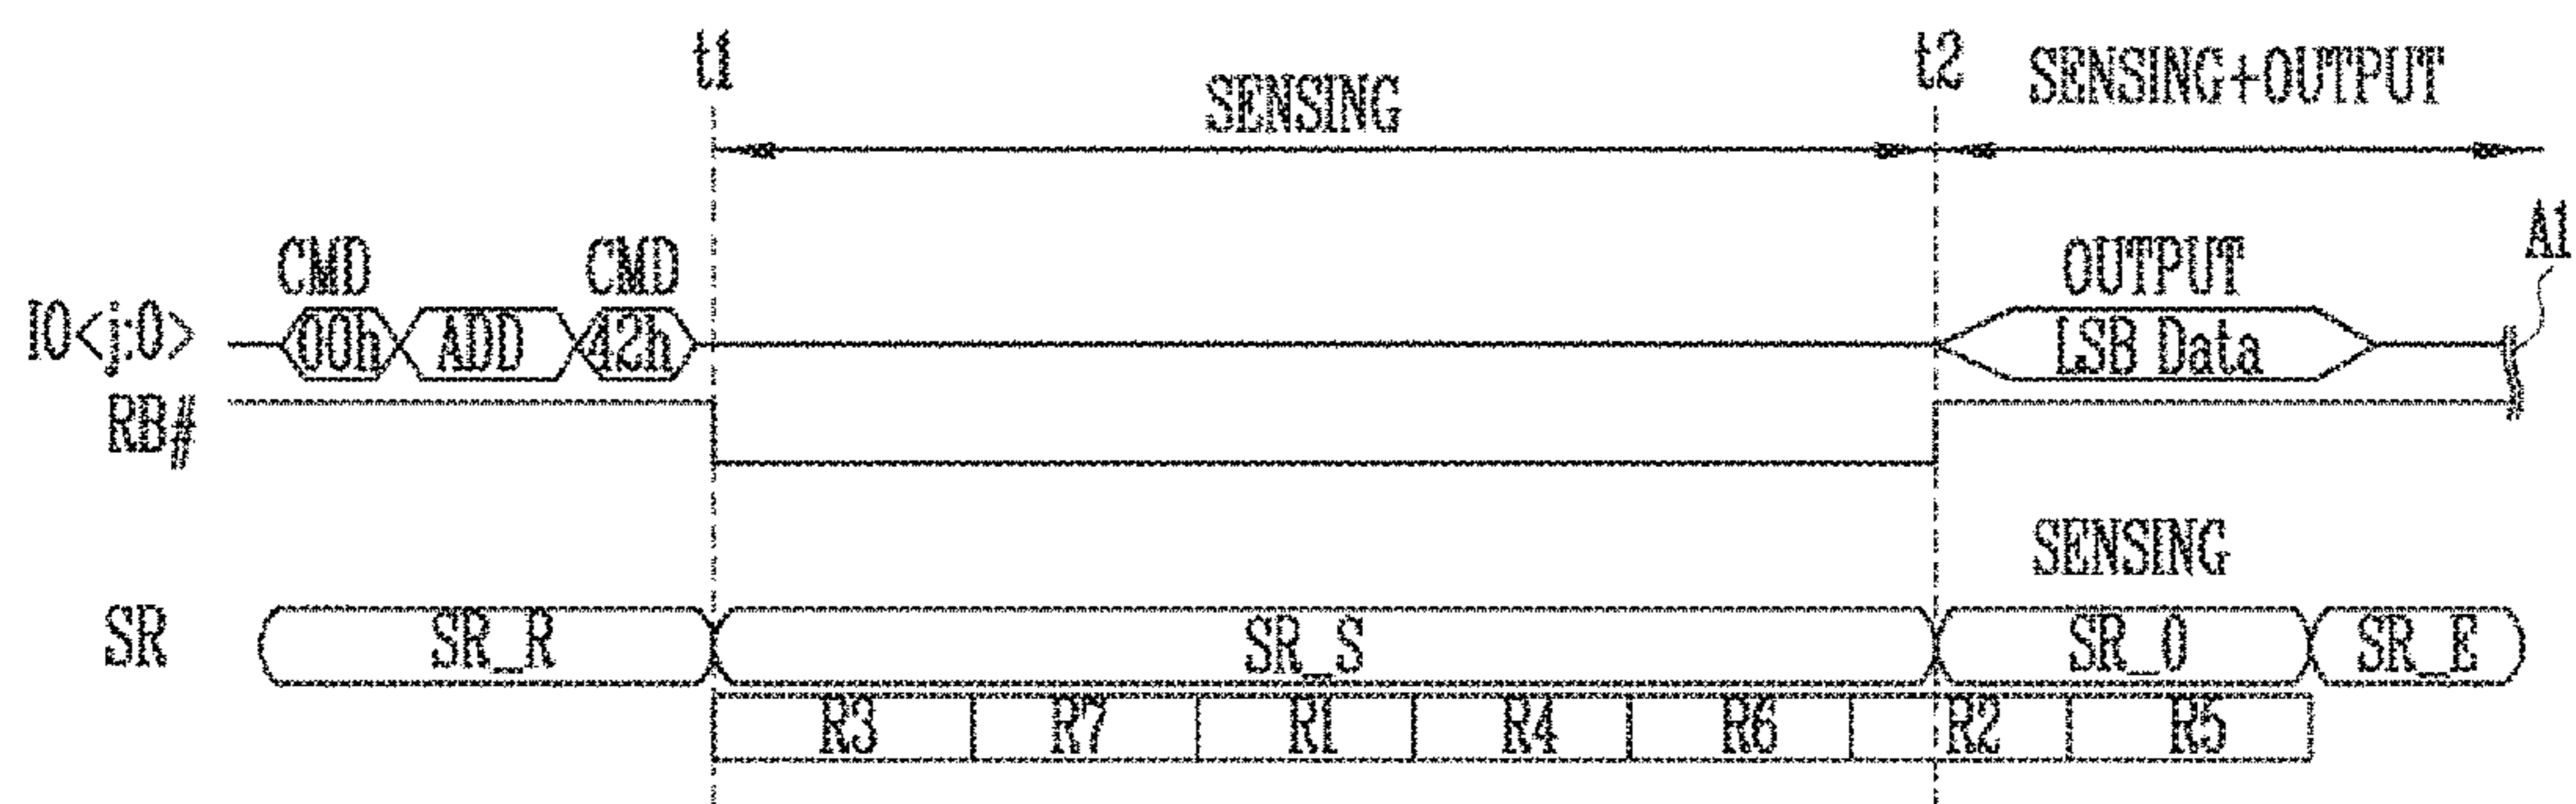 t1 SENSING t2 SENSING+OUTPUT
CMD CMD OUTPUT A1
IO<j:0> 00h ADD 42h LSB Data
RB#
SENSING
SR SR_R SR_S SR_O SR_E
R3 R7 R1 R4 R6 R2 R5